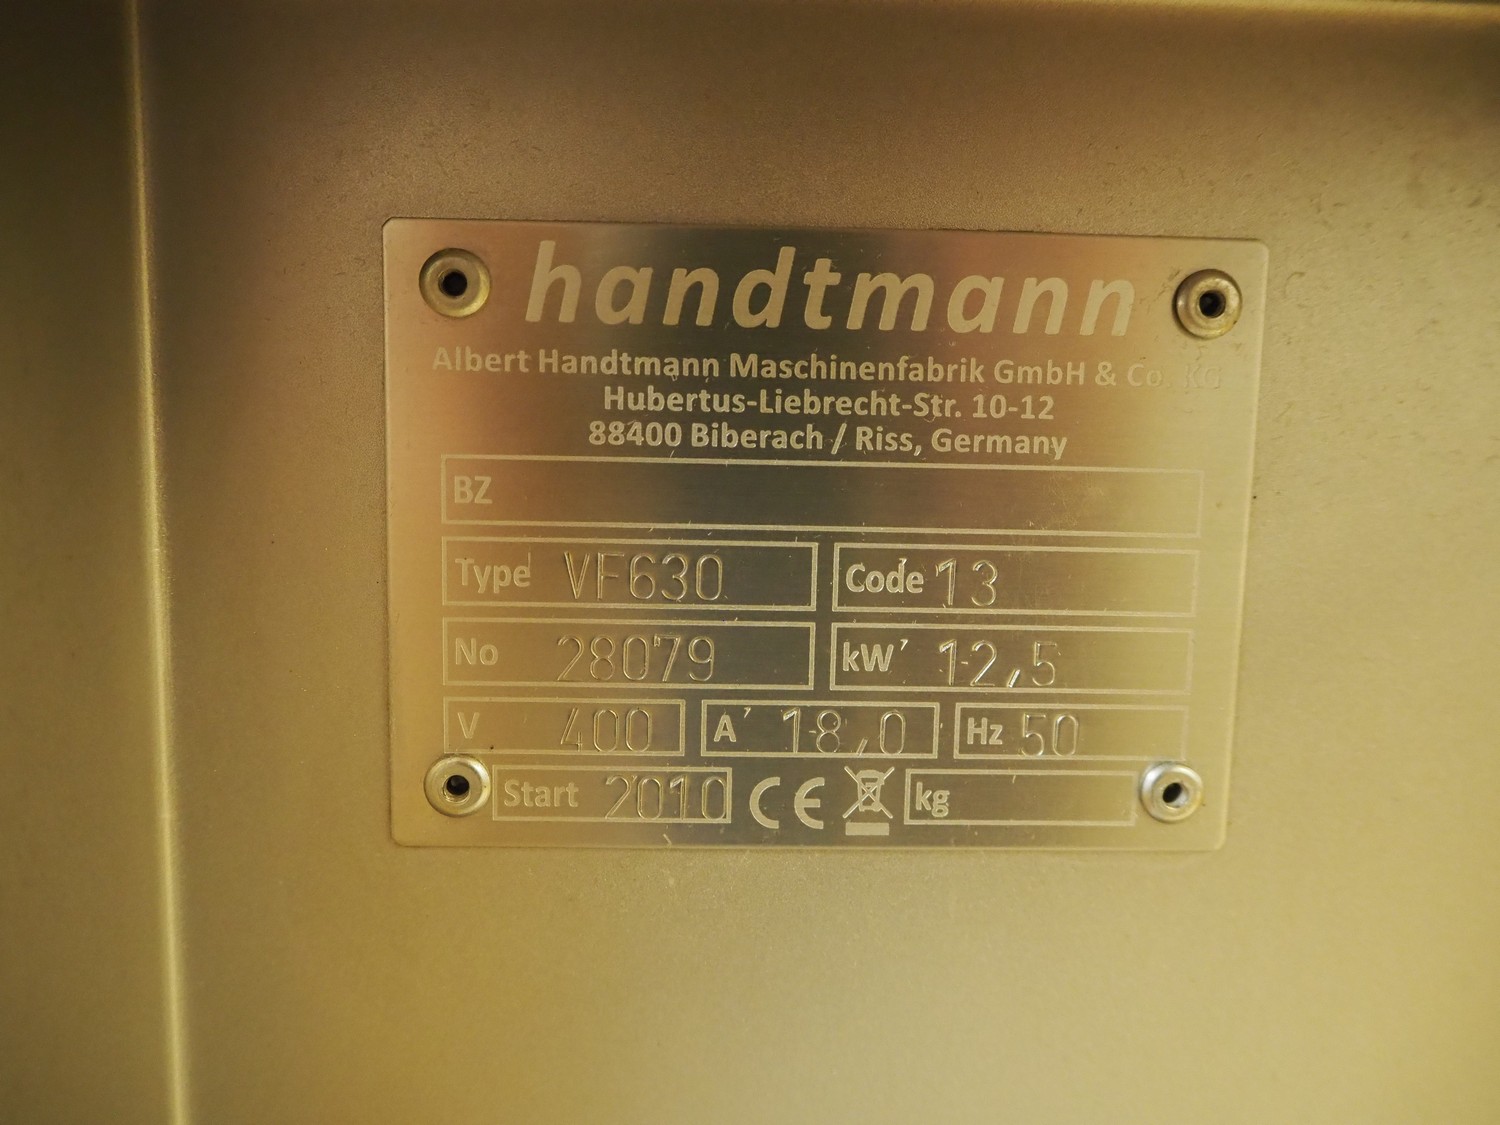 handtmann
Albert Handtmann Maschinenfabrik GmbH & Co. KG
Hubertus-Liebrecht-Str. 10-12
88400 Biberach / Riss, Germany
BZ
Type VF630 Code 13
No 28079 kW 12,5
V 400 A 18,0 Hz 50
Start 2010 CE kg